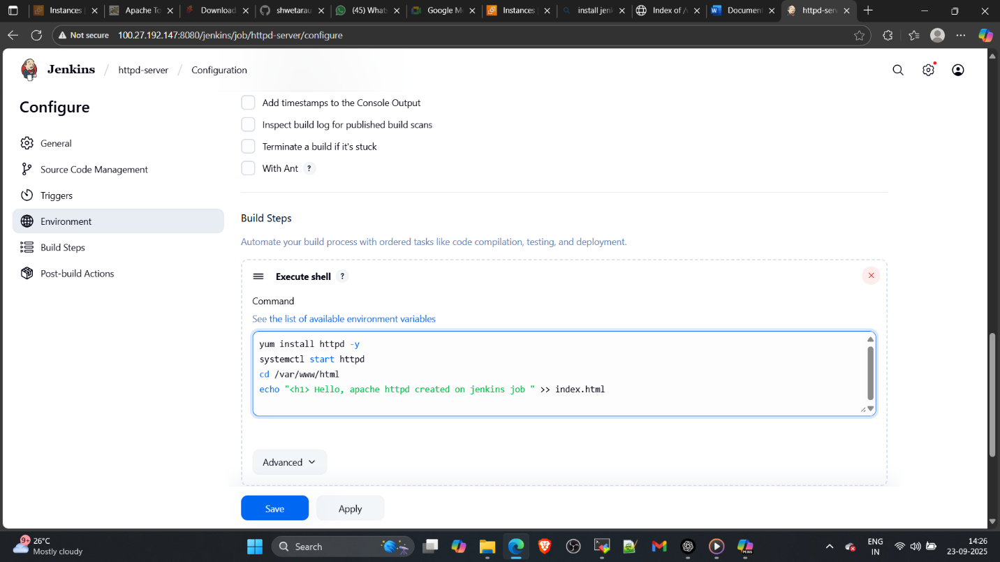 Instances |
Apache To
Download
shwetarau
(45) Whats
Google Me
Instances |
install jen
Index of /
Document
httpd-serv
Not secure
100.27.192.147:8080/jenkins/job/httpd-server/configure
Jenkins / httpd-server / Configuration
Configure
General
Source Code Management
Triggers
Environment
Build Steps
Post-build Actions
Add timestamps to the Console Output
Inspect build log for published build scans
Terminate a build if it's stuck
With Ant ?
Build Steps
Automate your build process with ordered tasks like code compilation, testing, and deployment.
Execute shell ?
Command
See the list of available environment variables
yum install httpd -y
systemctl start httpd
cd /var/www/html
echo "<h1> Hello, apache httpd created on jenkins job " >> index.html
Advanced
Save
Apply
9+
26°C
Mostly cloudy
Search
M365
ENG
IN
14:26
23-09-2025